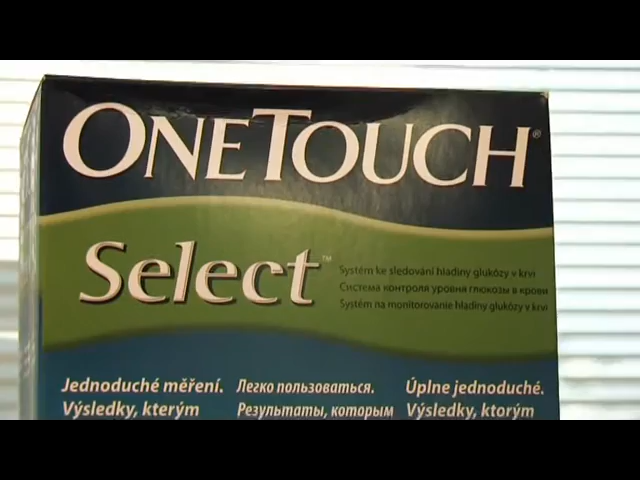 ONETOUCH®
Select™
Systém ke sledování hladiny glukózy v krvi
Система контроля уровня глюкозы в крови
Systém na monitorovanie hladiny glukózy v krvi
Jednoduché měření. Легко пользоваться. Úplne jednoduché.
Výsledky, kterým Результаты, которым Výsledky, ktorým